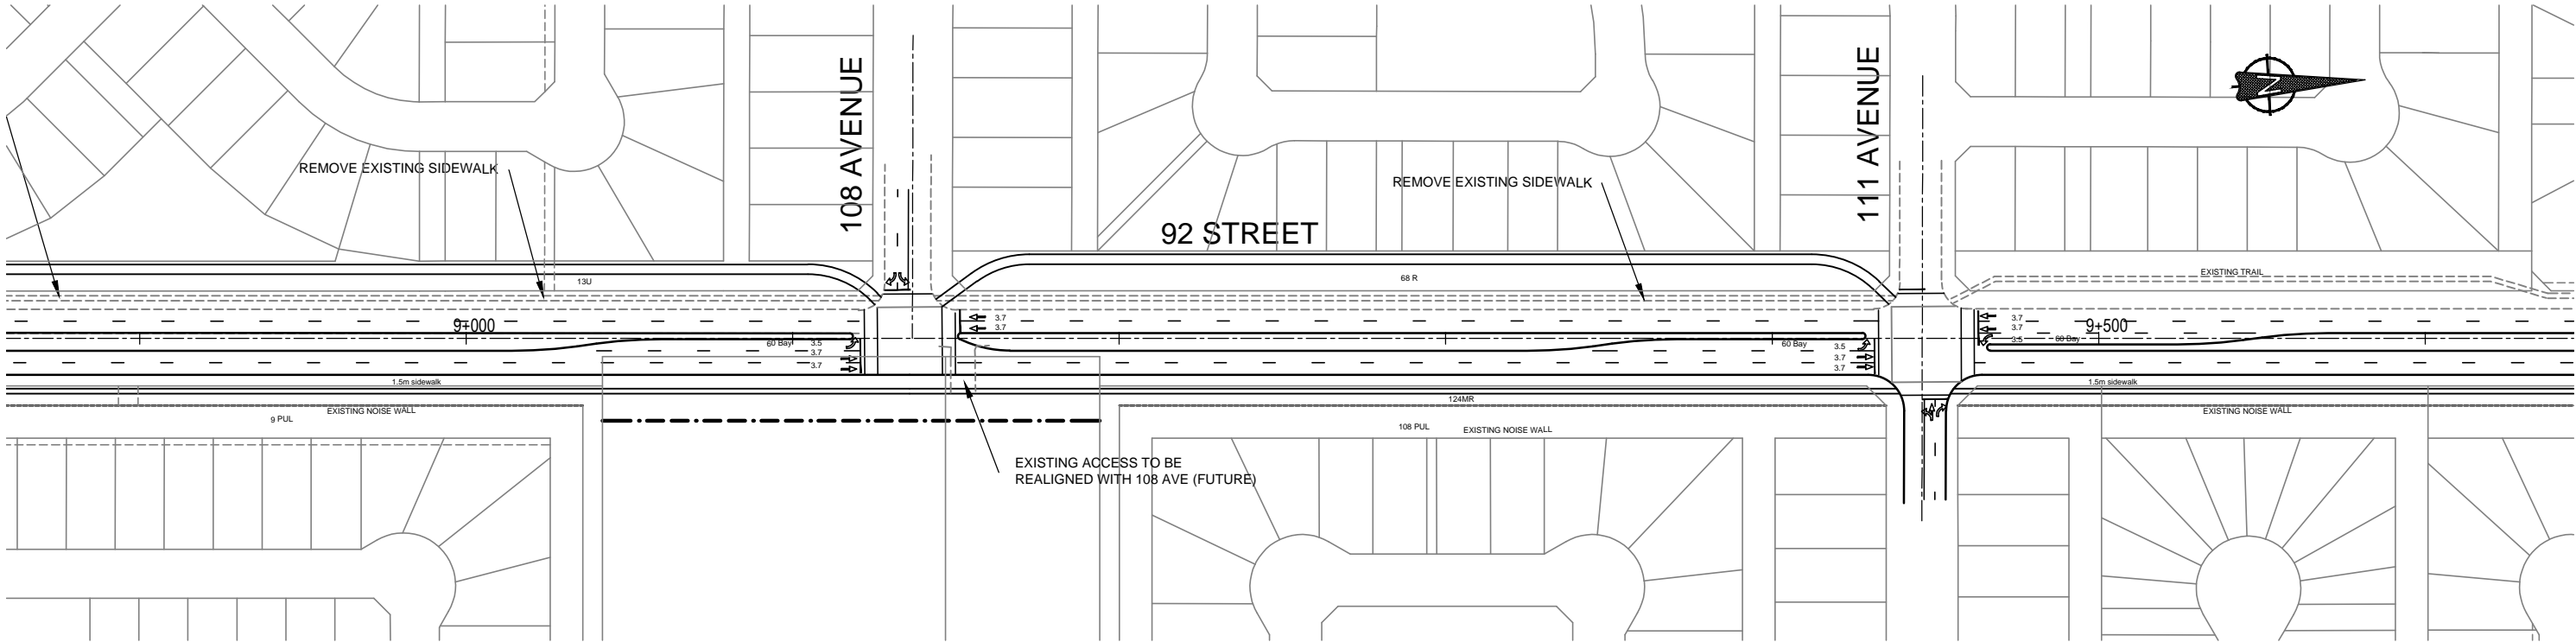 108 AVENUE
111 AVENUE
N
REMOVE EXISTING SIDEWALK
REMOVE EXISTING SIDEWALK
92 STREET
13U
68 R
EXISTING TRAIL
9+000
3.7
3.7
3.7
3.7
9+500
60 Bay
3.5
3.7
3.7
60 Bay
3.5
3.7
3.7
3.5
60 Bay
1.5m sidewalk
1.5m sidewalk
EXISTING NOISE WALL
9 PUL
124MR
108 PUL
EXISTING NOISE WALL
EXISTING NOISE WALL
EXISTING ACCESS TO BE
REALIGNED WITH 108 AVE (FUTURE)